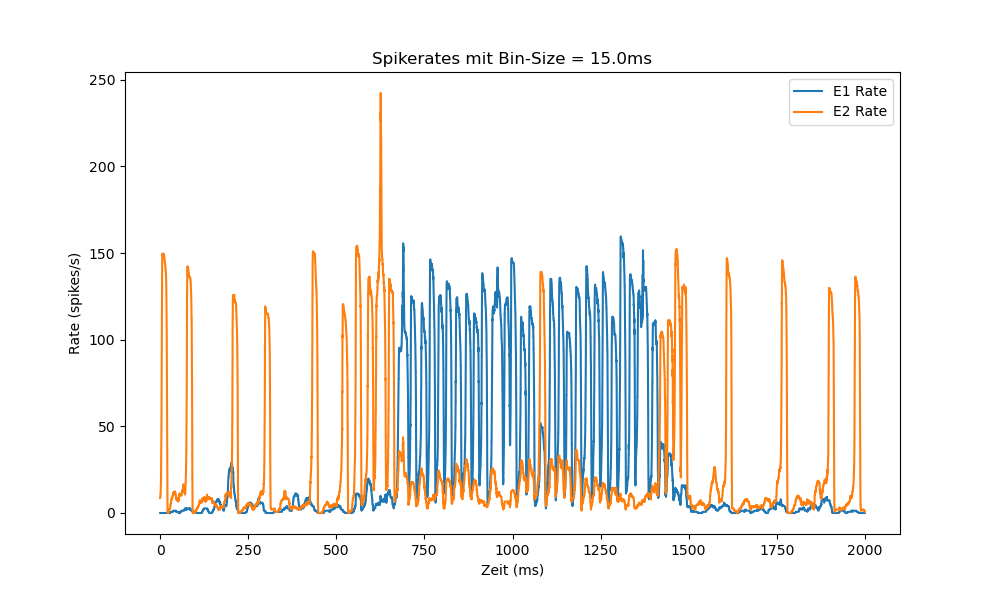 Spikerates mit Bin-Size = 15.0ms
E1 Rate
E2 Rate
Rate (spikes/s)
250
200
150
100
50
0
0 250 500 750 1000 1250 1500 1750 2000
Zeit (ms)